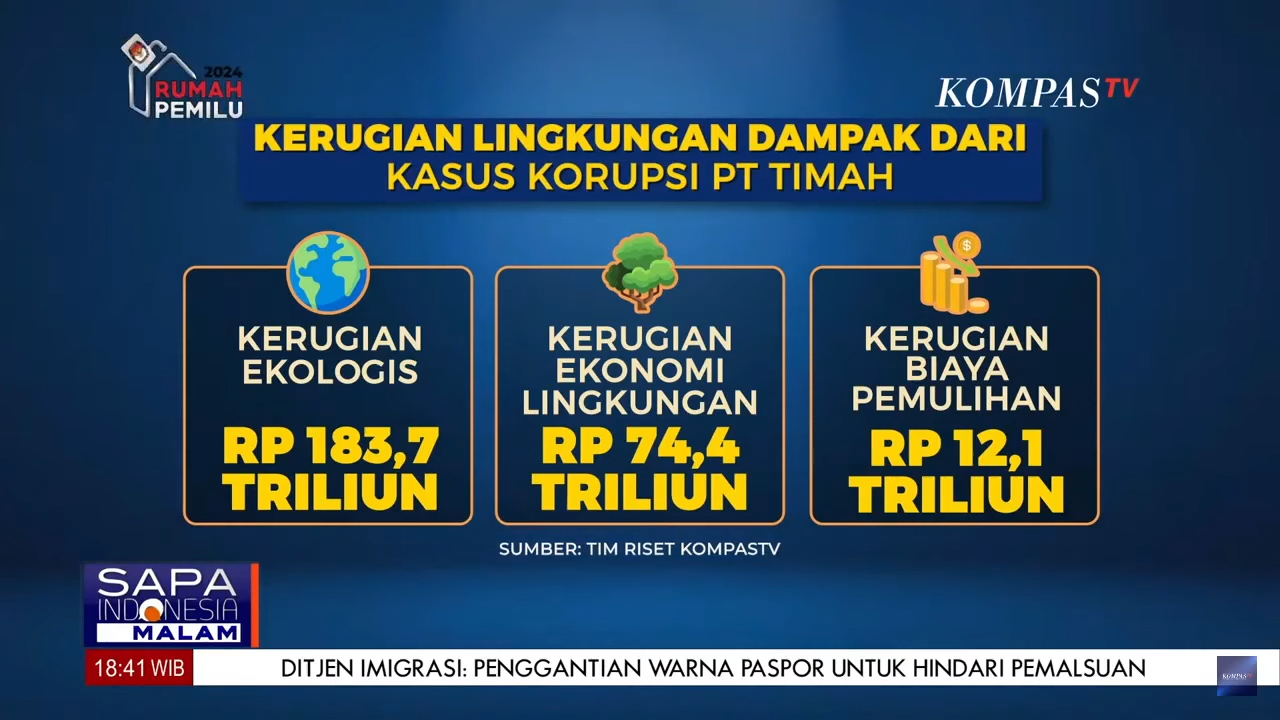 2024
RUMAH
PEMILU
KOMPASTV
KERUGIAN LINGKUNGAN DAMPAK DARI
KASUS KORUPSI PT TIMAH
$
KERUGIAN
EKOLOGIS
RP 183,7
TRILIUN
KERUGIAN
EKONOMI
LINGKUNGAN
RP 74,4
TRILIUN
KERUGIAN
BIAYA
PEMULIHAN
RP 12,1
TRILIUN
SUMBER: TIM RISET KOMPASTV
SAPA
INDONESIA
MALAM
18:41 WIB
DITJEN IMIGRASI: PENGGANTIAN WARNA PASPOR UNTUK HINDARI PEMALSUAN
KOMPASTV